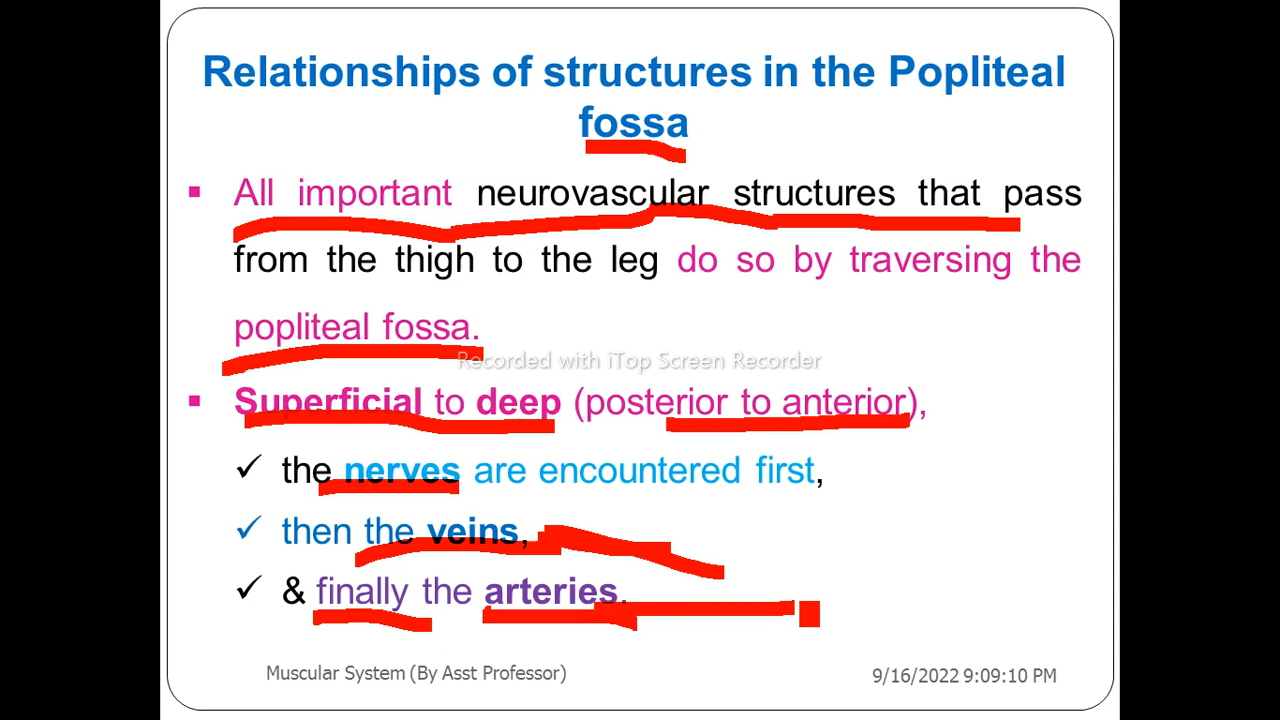 Relationships of structures in the Popliteal
fossa
▪ All important neurovascular structures that pass
from the thigh to the leg do so by traversing the
popliteal fossa.
Recorded with iTop Screen Recorder
▪ Superficial to deep (posterior to anterior),
✓ the nerves are encountered first,
✓ then the veins,
✓ & finally the arteries.
Muscular System (By Asst Professor)
9/16/2022 9:09:10 PM